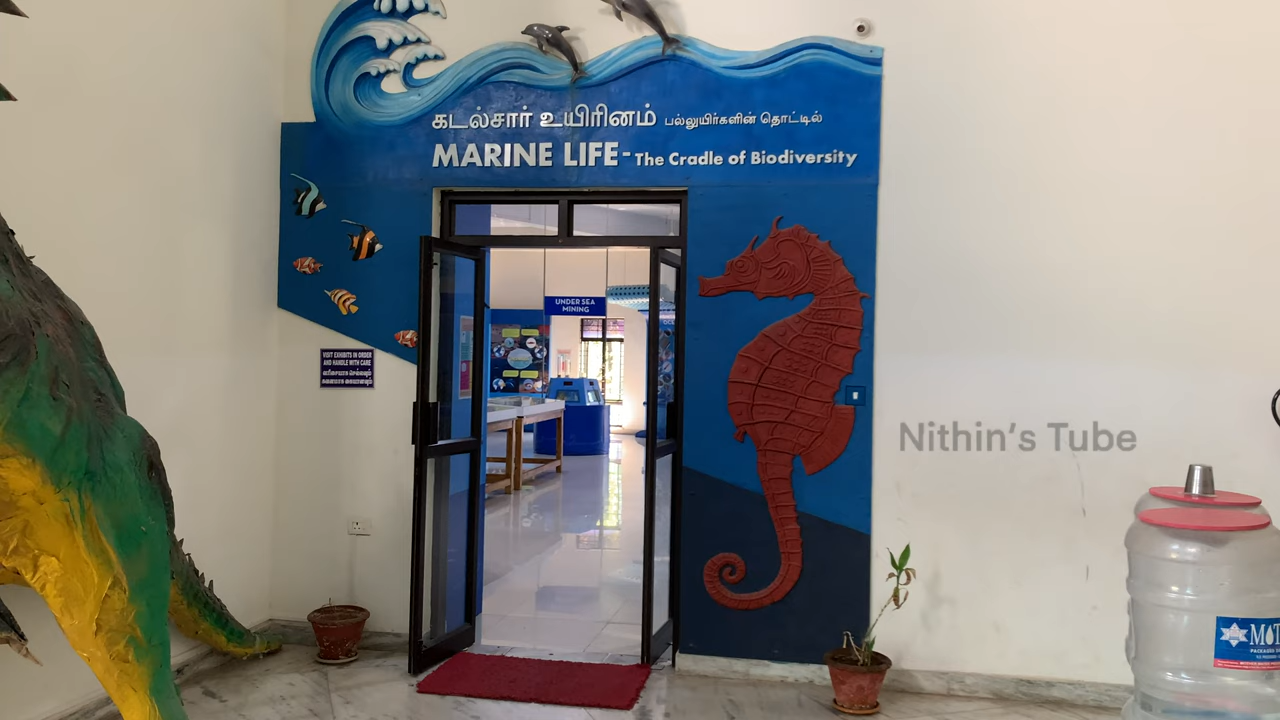 கடல்சார் உயிரினம் பல்லுயிர்களின் தொட்டில்
MARINE LIFE - The Cradle of Biodiversity
UNDER SEA
MINING
VISIT EXHIBITS IN ORDER
AND HANDLE WITH CARE
Nithin's Tube
PACKAGED